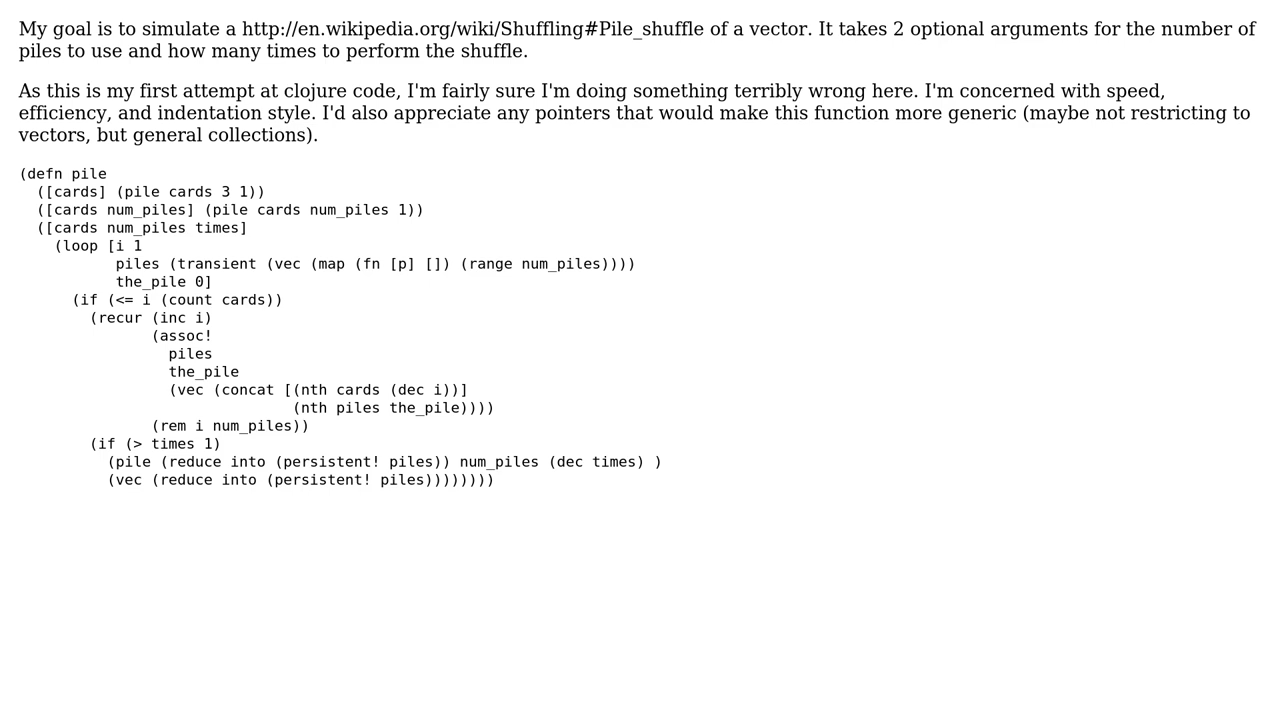 My goal is to simulate a http://en.wikipedia.org/wiki/Shuffling#Pile_shuffle of a vector. It takes 2 optional arguments for the number of
piles to use and how many times to perform the shuffle.
As this is my first attempt at clojure code, I'm fairly sure I'm doing something terribly wrong here. I'm concerned with speed,
efficiency, and indentation style. I'd also appreciate any pointers that would make this function more generic (maybe not restricting to
vectors, but general collections).
(defn pile
  ([cards] (pile cards 3 1))
  ([cards num_piles] (pile cards num_piles 1))
  ([cards num_piles times]
    (loop [i 1
           piles (transient (vec (map (fn [p] []) (range num_piles))))
           the_pile 0]
      (if (<= i (count cards))
        (recur (inc i)
               (assoc!
                 piles
                 the_pile
                 (vec (concat [(nth cards (dec i))]
                               (nth piles the_pile))))
               (rem i num_piles))
        (if (> times 1)
          (pile (reduce into (persistent! piles)) num_piles (dec times) )
          (vec (reduce into (persistent! piles))))))))